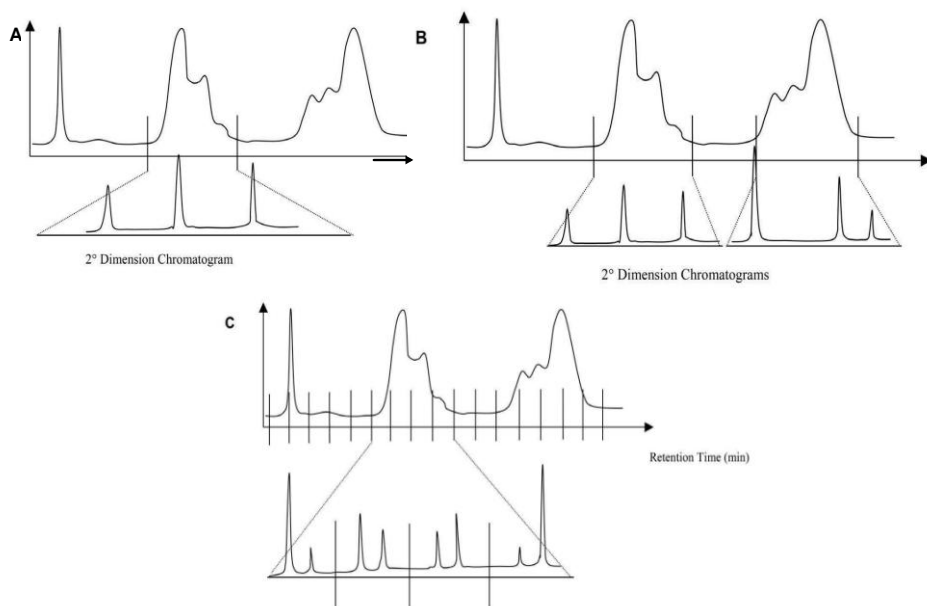 A
B
2° Dimension Chromatogram
2° Dimension Chromatograms
C
Retention Time (min)